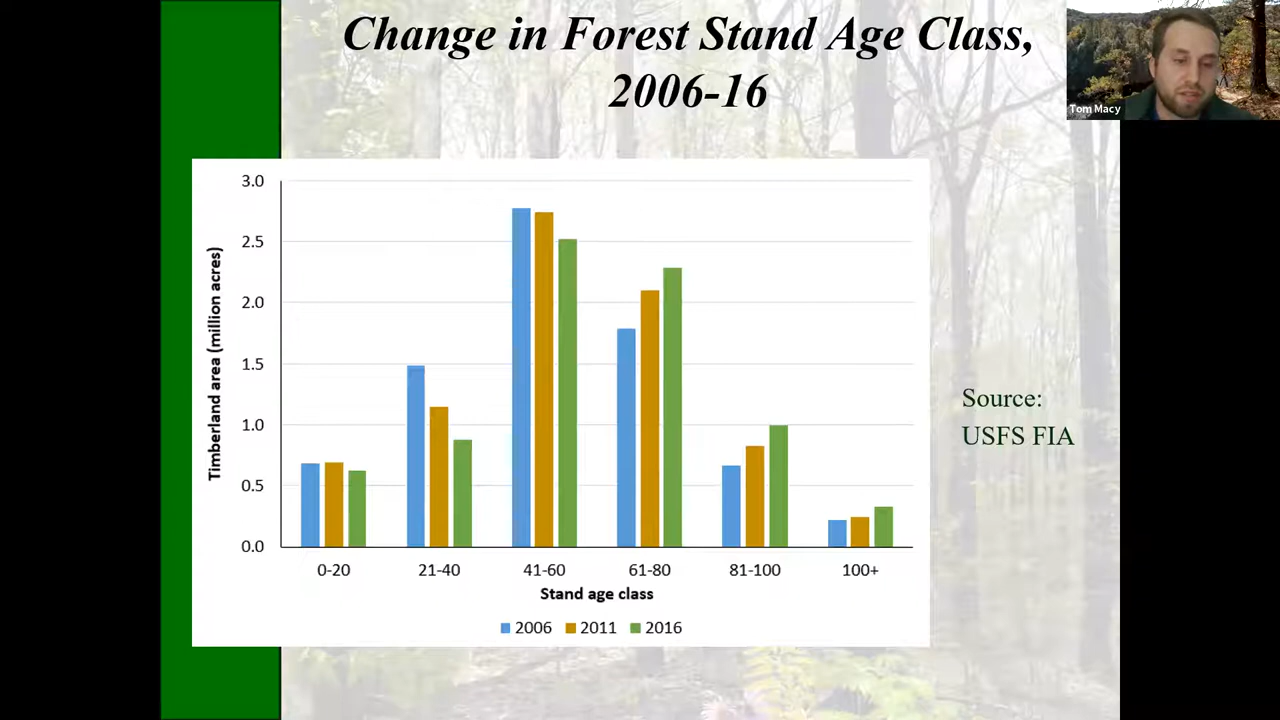 Change in Forest Stand Age Class,
2006-16
Tom Macy
Timberland area (million acres)
3.0
2.5
2.0
1.5
1.0
0.5
0.0
0-20 21-40 41-60 61-80 81-100 100+
Stand age class
2006 2011 2016
Source:
USFS FIA